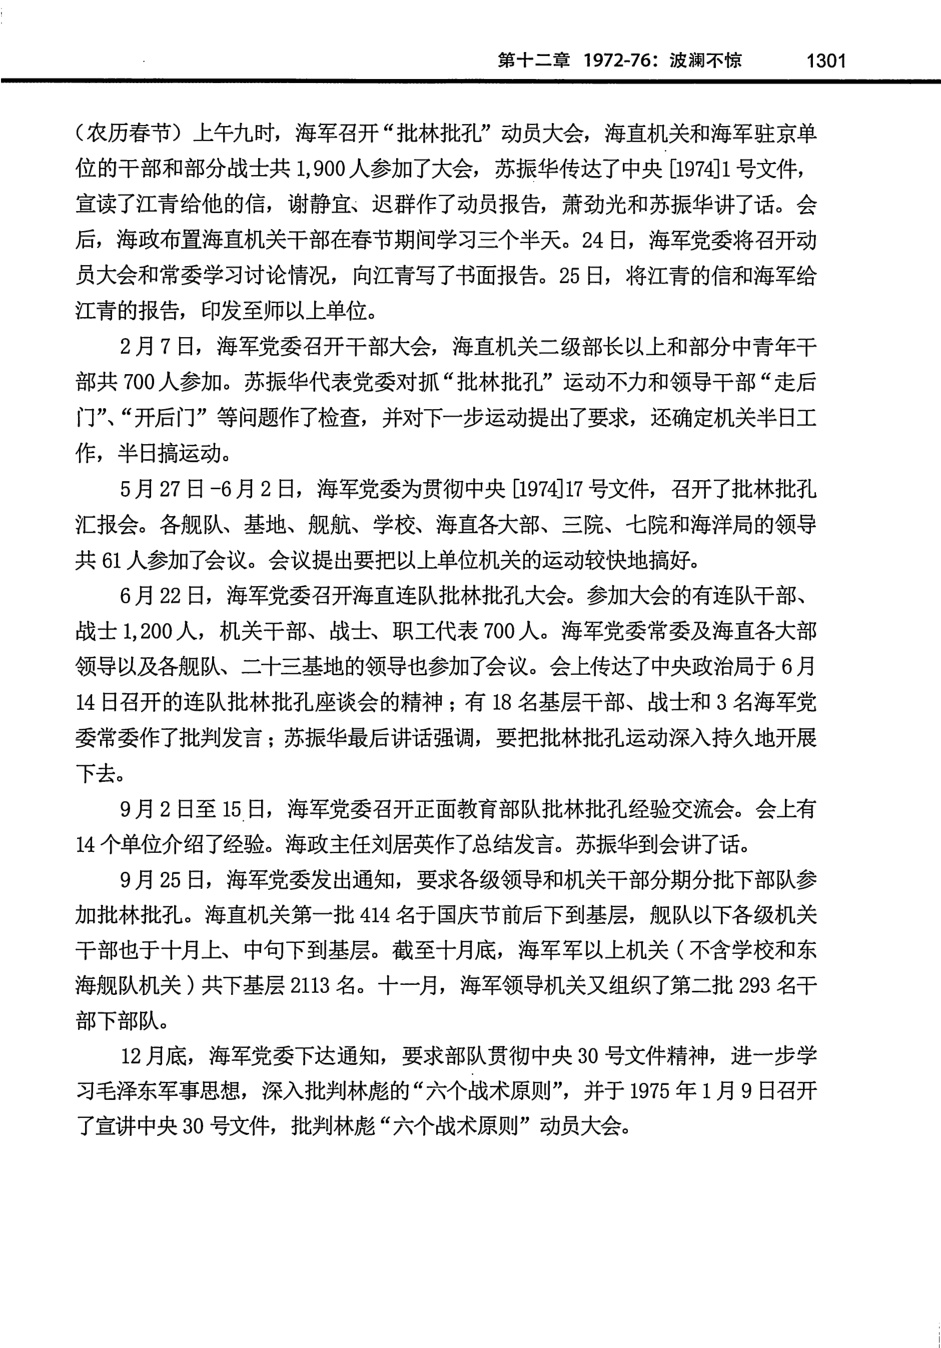 第十二章 1972-76：波澜不惊 1301
（农历春节）上午九时，海军召开“批林批孔”动员大会，海直机关和海军驻京单
位的干部和部分战士共 1,900 人参加了大会，苏振华传达了中央 [1974]1 号文件，
宣读了江青给他的信，谢静宜、迟群作了动员报告，萧劲光和苏振华讲了话。会
后，海政布置海直机关干部在春节期间学习三个半天。24 日，海军党委将召开动
员大会和常委学习讨论情况，向江青写了书面报告。25 日，将江青的信和海军给
江青的报告，印发至师以上单位。
2 月 7 日，海军党委召开干部大会，海直机关二级部长以上和部分中青年干
部共 700 人参加。苏振华代表党委对抓“批林批孔”运动不力和领导干部“走后
门”、“开后门”等问题作了检查，并对下一步运动提出了要求，还确定机关半日工
作，半日搞运动。
5 月 27 日 -6 月 2 日，海军党委为贯彻中央 [1974]17 号文件，召开了批林批孔
汇报会。各舰队、基地、舰航、学校、海直各大部、三院、七院和海洋局的领导
共 61 人参加了会议。会议提出要把以上单位机关的运动较快地搞好。
6 月 22 日，海军党委召开海直连队批林批孔大会。参加大会的有连队干部、
战士 1,200 人，机关干部、战士、职工代表 700 人。海军党委常委及海直各大部
领导以及各舰队、二十三基地的领导也参加了会议。会上传达了中央政治局于 6 月
14 日召开的连队批林批孔座谈会的精神；有 18 名基层干部、战士和 3 名海军党
委常委作了批判发言；苏振华最后讲话强调，要把批林批孔运动深入持久地开展
下去。
9 月 2 日至 15 日，海军党委召开正面教育部队批林批孔经验交流会。会上有
14 个单位介绍了经验。海政主任刘居英作了总结发言。苏振华到会讲了话。
9 月 25 日，海军党委发出通知，要求各级领导和机关干部分期分批下部队参
加批林批孔。海直机关第一批 414 名于国庆节前后下到基层，舰队以下各级机关
干部也于十月上、中旬下到基层。截至十月底，海军军以上机关（不含学校和东
海舰队机关）共下基层 2113 名。十一月，海军领导机关又组织了第二批 293 名干
部下部队。
12 月底，海军党委下达通知，要求部队贯彻中央 30 号文件精神，进一步学
习毛泽东军事思想，深入批判林彪的“六个战术原则”，并于 1975 年 1 月 9 日召开
了宣讲中央 30 号文件，批判林彪“六个战术原则”动员大会。